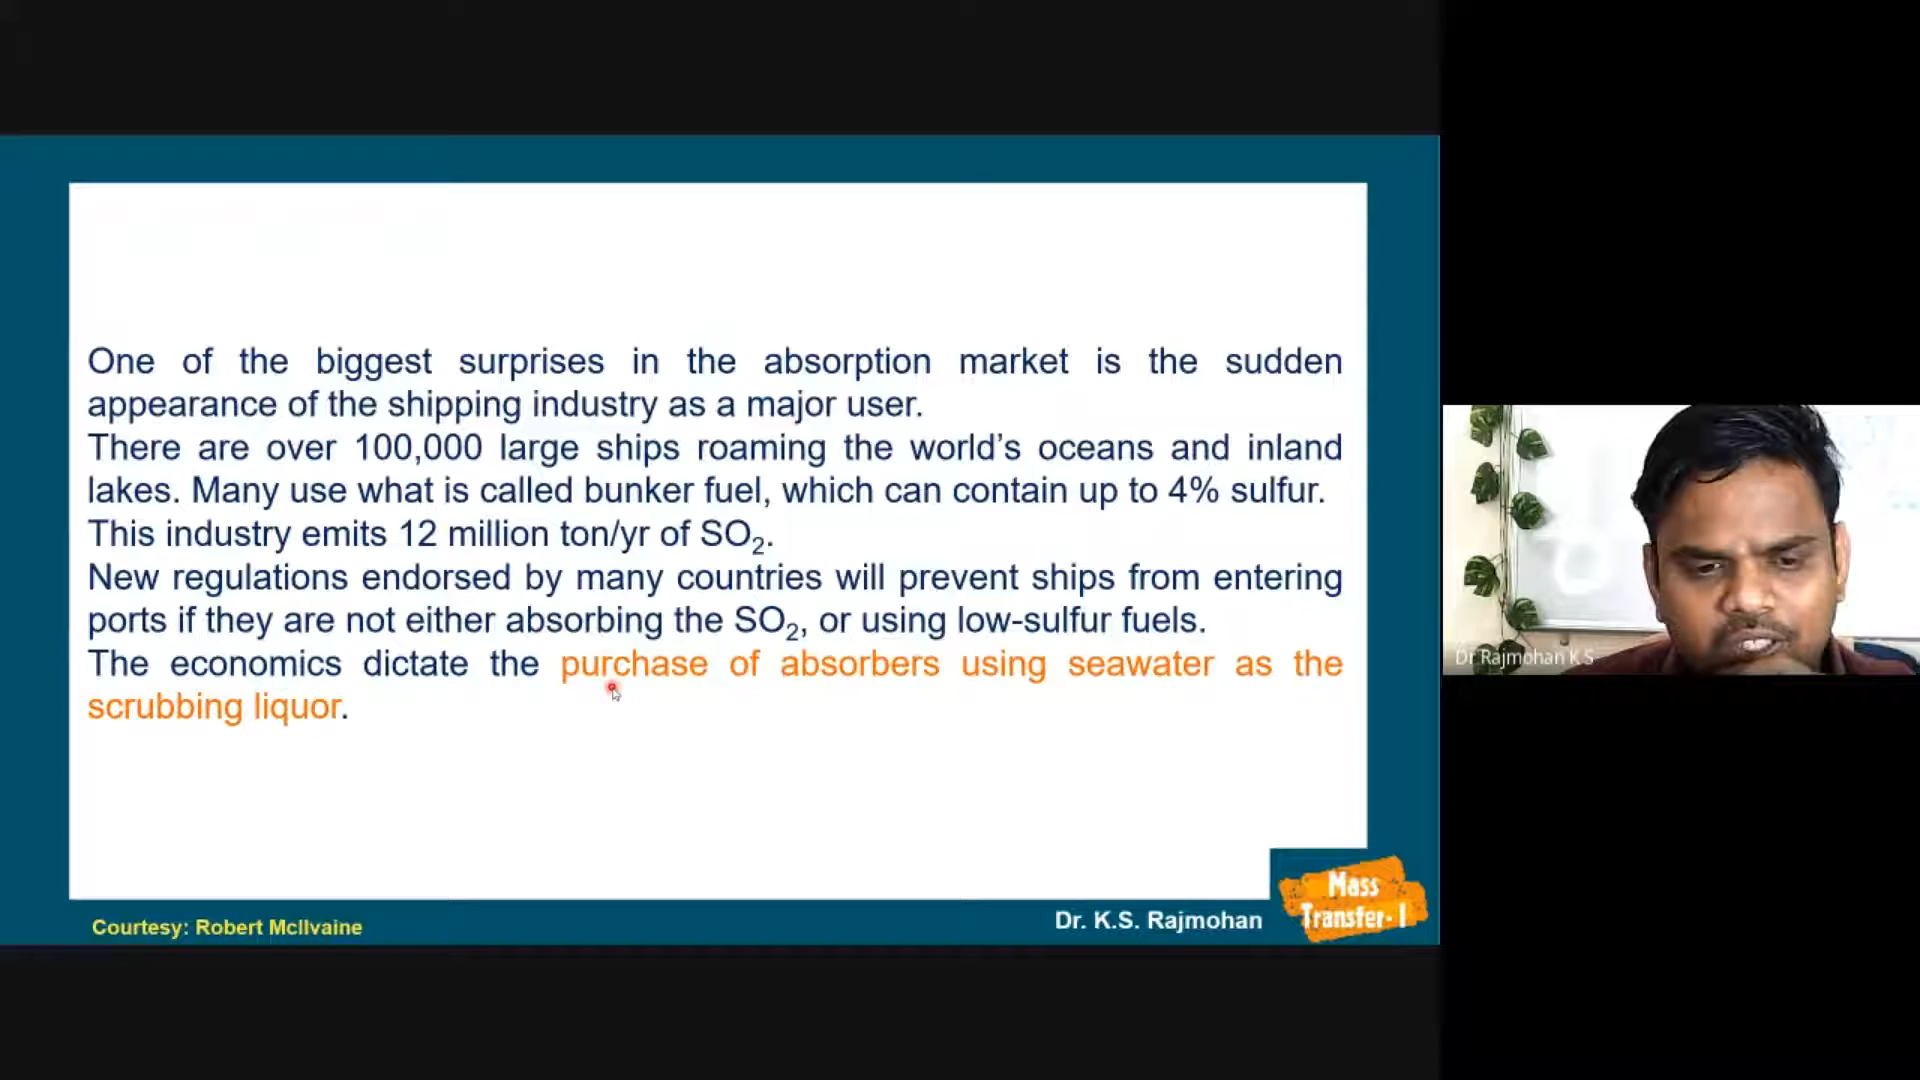 One of the biggest surprises in the absorption market is the sudden
appearance of the shipping industry as a major user.
There are over 100,000 large ships roaming the world’s oceans and inland
lakes. Many use what is called bunker fuel, which can contain up to 4% sulfur.
This industry emits 12 million ton/yr of SO₂.
New regulations endorsed by many countries will prevent ships from entering
ports if they are not either absorbing the SO₂, or using low-sulfur fuels.
The economics dictate the purchase of absorbers using seawater as the
scrubbing liquor.
Courtesy: Robert McIlvaine
Dr. K.S. Rajmohan
Mass
Transfer- I
Dr Rajmohan K S